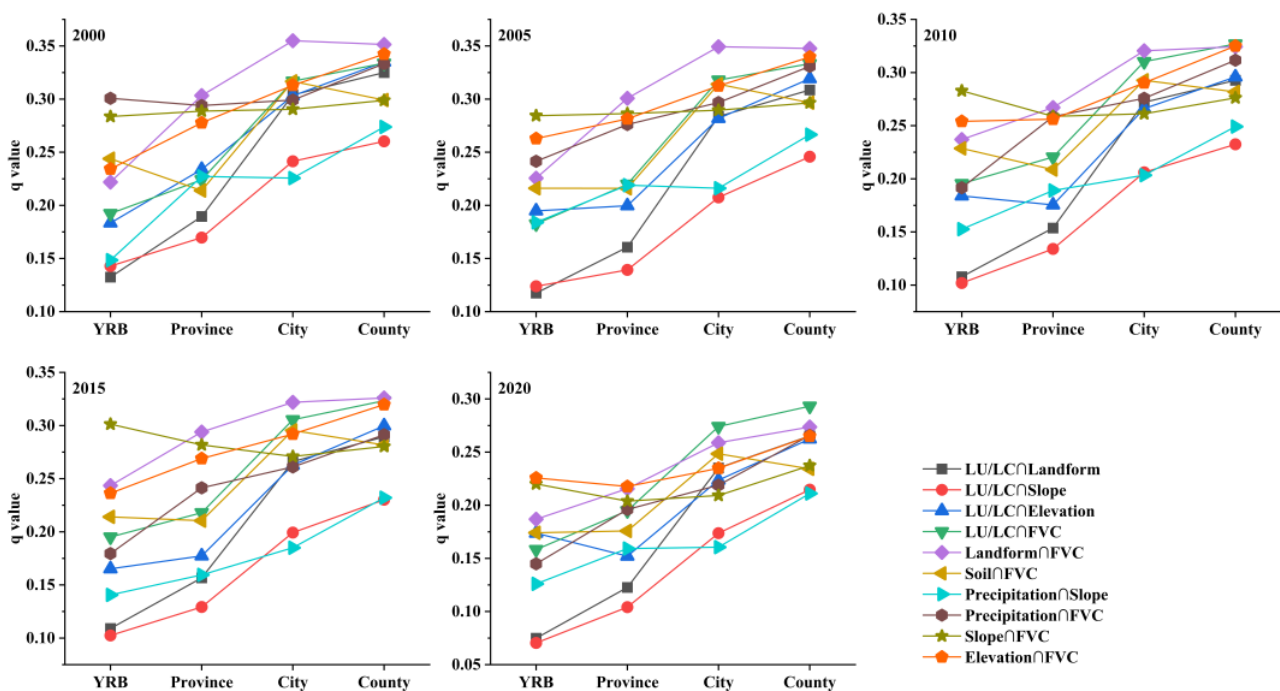 2000
q value
0.35
0.30
0.25
0.20
0.15
0.10
YRB Province City County
2005
q value
0.35
0.30
0.25
0.20
0.15
0.10
YRB Province City County
2010
q value
0.35
0.30
0.25
0.20
0.15
0.10
YRB Province City County
2015
q value
0.35
0.30
0.25
0.20
0.15
0.10
YRB Province City County
2020
q value
0.30
0.25
0.20
0.15
0.10
0.05
YRB Province City County
LU/LC∩Landform
LU/LC∩Slope
LU/LC∩Elevation
LU/LC∩FVC
Landform∩FVC
Soil∩FVC
Precipitation∩Slope
Precipitation∩FVC
Slope∩FVC
Elevation∩FVC